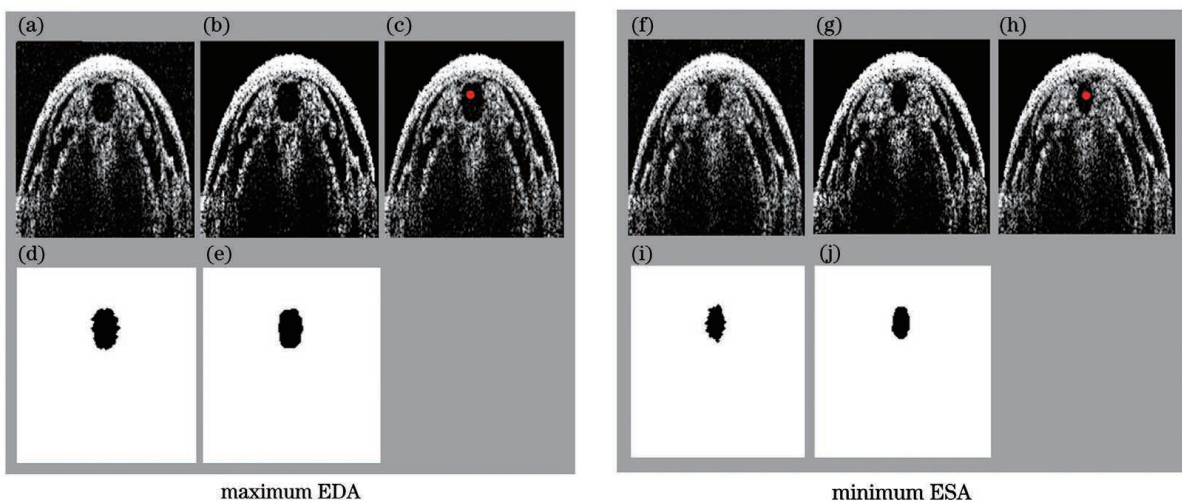 (a) (b) (c)
(d) (e)
maximum EDA
(f) (g) (h)
(i) (j)
minimum ESA